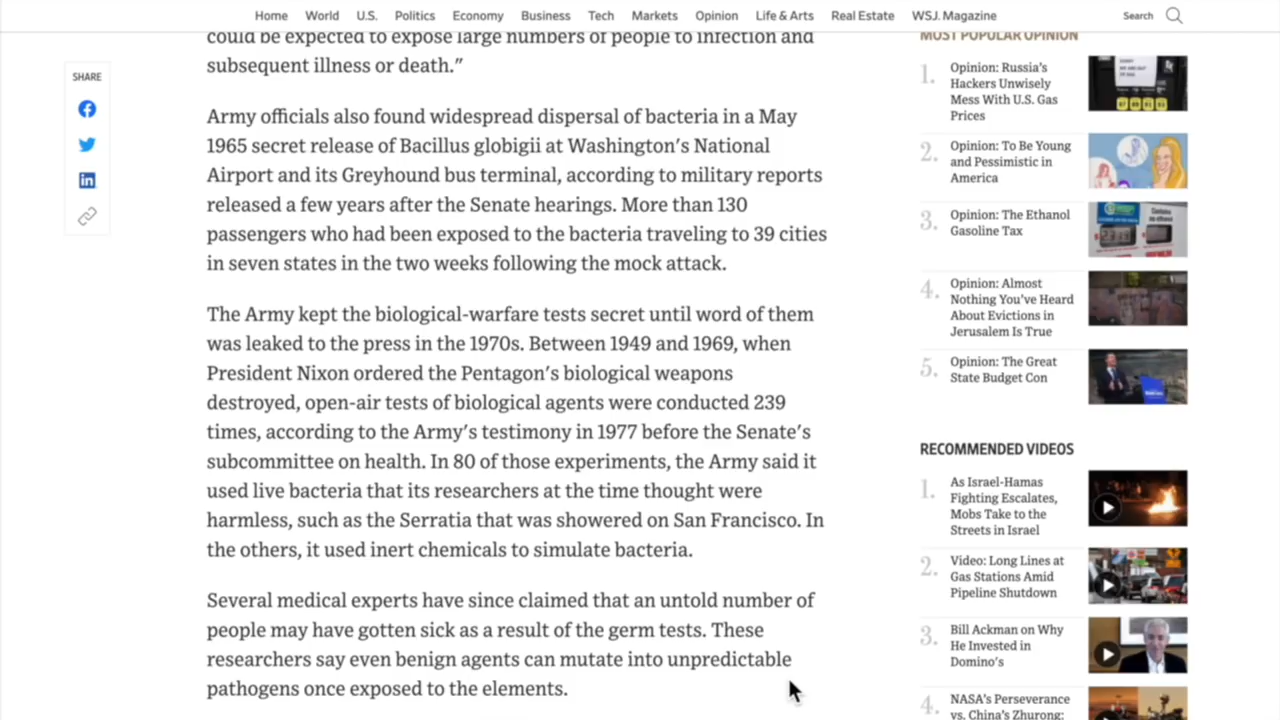 Home World U.S. Politics Economy Business Tech Markets Opinion Life & Arts Real Estate WSJ. Magazine Search
SHARE
could be expected to expose large numbers of people to infection and
subsequent illness or death."
Army officials also found widespread dispersal of bacteria in a May
1965 secret release of Bacillus globigii at Washington's National
Airport and its Greyhound bus terminal, according to military reports
released a few years after the Senate hearings. More than 130
passengers who had been exposed to the bacteria traveling to 39 cities
in seven states in the two weeks following the mock attack.
The Army kept the biological-warfare tests secret until word of them
was leaked to the press in the 1970s. Between 1949 and 1969, when
President Nixon ordered the Pentagon's biological weapons
destroyed, open-air tests of biological agents were conducted 239
times, according to the Army's testimony in 1977 before the Senate's
subcommittee on health. In 80 of those experiments, the Army said it
used live bacteria that its researchers at the time thought were
harmless, such as the Serratia that was showered on San Francisco. In
the others, it used inert chemicals to simulate bacteria.
Several medical experts have since claimed that an untold number of
people may have gotten sick as a result of the germ tests. These
researchers say even benign agents can mutate into unpredictable
pathogens once exposed to the elements.
MOST POPULAR OPINION
1. Opinion: Russia's
Hackers Unwisely
Mess With U.S. Gas
Prices
2. Opinion: To Be Young
and Pessimistic in
America
3. Opinion: The Ethanol
Gasoline Tax
4. Opinion: Almost
Nothing You've Heard
About Evictions in
Jerusalem Is True
5. Opinion: The Great
State Budget Con
RECOMMENDED VIDEOS
1. As Israel-Hamas
Fighting Escalates,
Mobs Take to the
Streets in Israel
2. Video: Long Lines at
Gas Stations Amid
Pipeline Shutdown
3. Bill Ackman on Why
He Invested in
Domino's
4. NASA's Perseverance
vs. China's Zhurong: